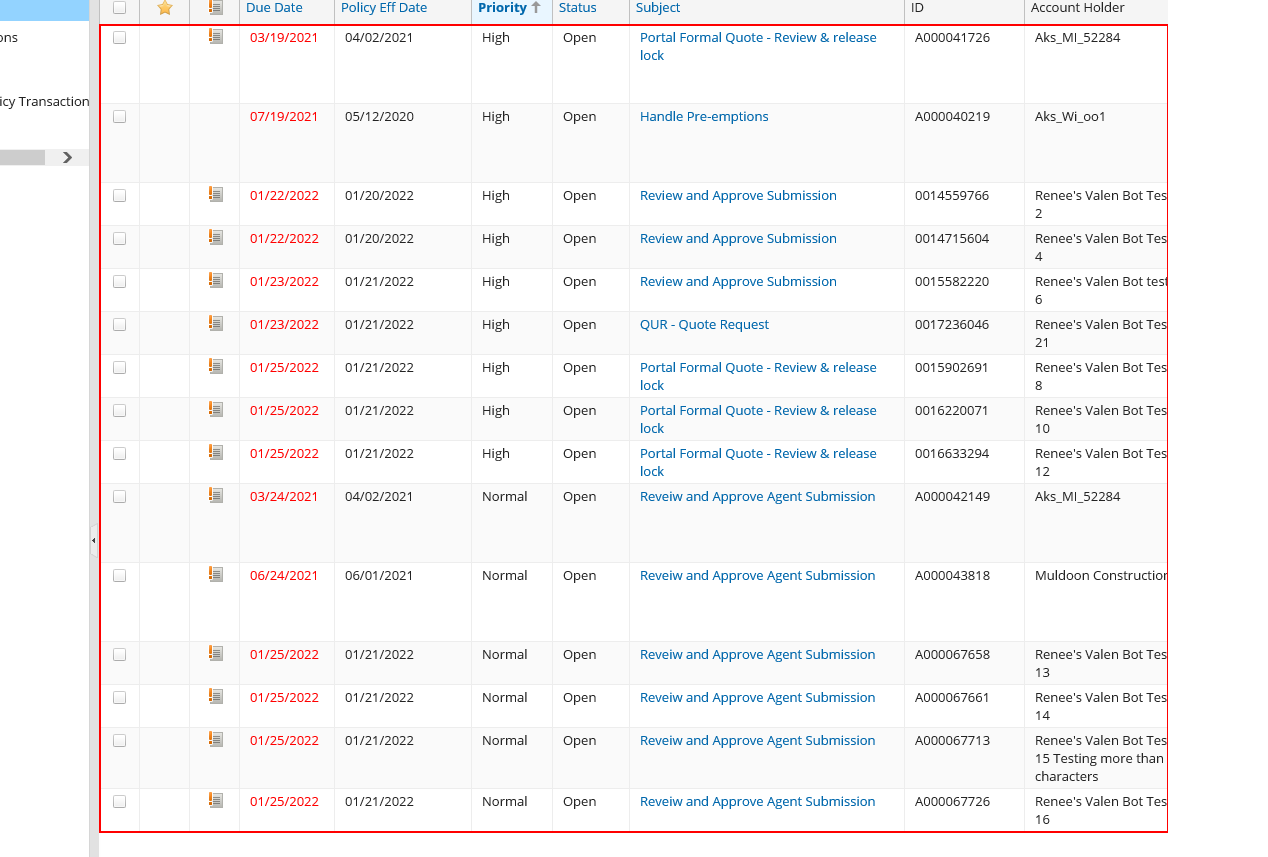 Due Date Policy Eff Date Priority Status Subject ID Account Holder
ons
03/19/2021 04/02/2021 High Open Portal Formal Quote - Review & release A000041726 Aks_MI_52284
lock
icy Transaction
07/19/2021 05/12/2020 High Open Handle Pre-emptions A000040219 Aks_Wi_oo1
01/22/2022 01/20/2022 High Open Review and Approve Submission 0014559766 Renee's Valen Bot Tes
2
01/22/2022 01/20/2022 High Open Review and Approve Submission 0014715604 Renee's Valen Bot Tes
4
01/23/2022 01/21/2022 High Open Review and Approve Submission 0015582220 Renee's Valen Bot test
6
01/23/2022 01/21/2022 High Open QUR - Quote Request 0017236046 Renee's Valen Bot Tes
21
01/25/2022 01/21/2022 High Open Portal Formal Quote - Review & release 0015902691 Renee's Valen Bot Tes
lock 8
01/25/2022 01/21/2022 High Open Portal Formal Quote - Review & release 0016220071 Renee's Valen Bot Tes
lock 10
01/25/2022 01/21/2022 High Open Portal Formal Quote - Review & release 0016633294 Renee's Valen Bot Tes
lock 12
03/24/2021 04/02/2021 Normal Open Reveiw and Approve Agent Submission A000042149 Aks_MI_52284
06/24/2021 06/01/2021 Normal Open Reveiw and Approve Agent Submission A000043818 Muldoon Construction
01/25/2022 01/21/2022 Normal Open Reveiw and Approve Agent Submission A000067658 Renee's Valen Bot Tes
13
01/25/2022 01/21/2022 Normal Open Reveiw and Approve Agent Submission A000067661 Renee's Valen Bot Tes
14
01/25/2022 01/21/2022 Normal Open Reveiw and Approve Agent Submission A000067713 Renee's Valen Bot Tes
15 Testing more than
characters
01/25/2022 01/21/2022 Normal Open Reveiw and Approve Agent Submission A000067726 Renee's Valen Bot Tes
16